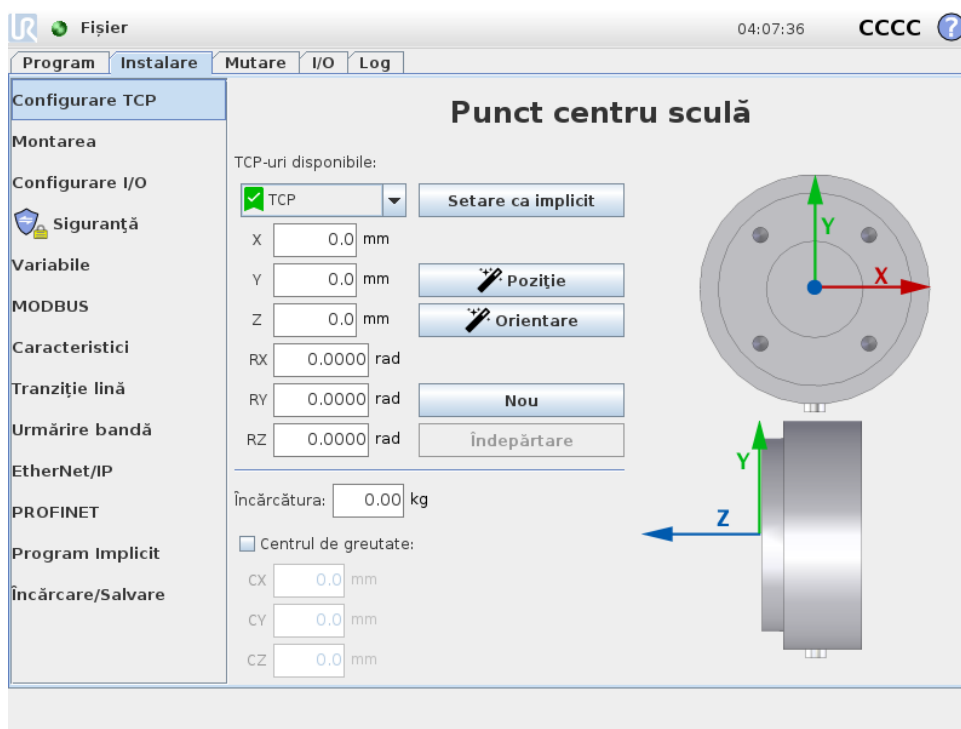 UR Fișier 04:07:36 CCCC ?
Program Instalare Mutare I/O Log
Configurare TCP
Montarea
Configurare I/O
Siguranță
Variabile
MODBUS
Caracteristici
Tranziție lină
Urmărire bandă
EtherNet/IP
PROFINET
Program Implicit
Încărcare/Salvare
Punct centru sculă
TCP-uri disponibile:
TCP Setare ca implicit
X 0.0 mm
Y 0.0 mm Poziție
Z 0.0 mm Orientare
RX 0.0000 rad
RY 0.0000 rad Nou
RZ 0.0000 rad Îndepărtare
Încărcătura: 0.00 kg
Centrul de greutate:
CX 0.0 mm
CY 0.0 mm
CZ 0.0 mm
Y
X
Y
Z